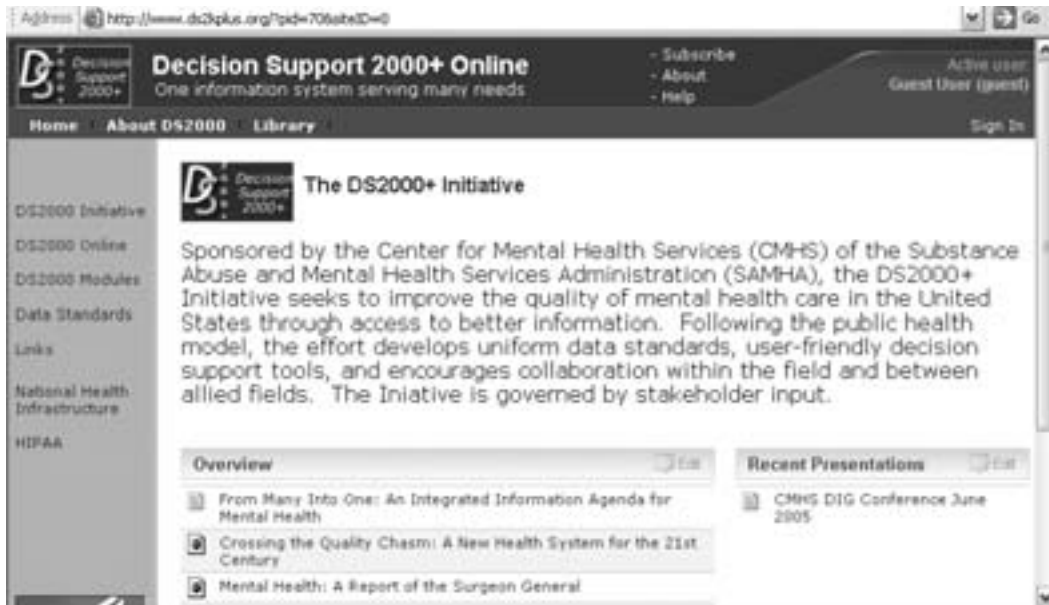 Address http://www.ds2kplus.org/?pid=70&siteID=0 Go
Decision
Support
2000+
Decision Support 2000+ Online
One information system serving many needs
- Subscribe
- About
- Help
Active user:
Guest User (guest)
Home About DS2000 Library
Sign In
DS2000 Initiative
DS2000 Online
DS2000 Modules
Data Standards
Links
National Health
Infrastructure
HIPAA
Decision
Support
2000+
The DS2000+ Initiative
Sponsored by the Center for Mental Health Services (CMHS) of the Substance
Abuse and Mental Health Services Administration (SAMHA), the DS2000+
Initiative seeks to improve the quality of mental health care in the United
States through access to better information. Following the public health
model, the effort develops uniform data standards, user-friendly decision
support tools, and encourages collaboration within the field and between
allied fields. The Iniative is governed by stakeholder input.
Overview Edit
From Many Into One: An Integrated Information Agenda for
Mental Health
Crossing the Quality Chasm: A New Health System for the 21st
Century
Mental Health: A Report of the Surgeon General
Recent Presentations Edit
CMHS DIG Conference June
2005